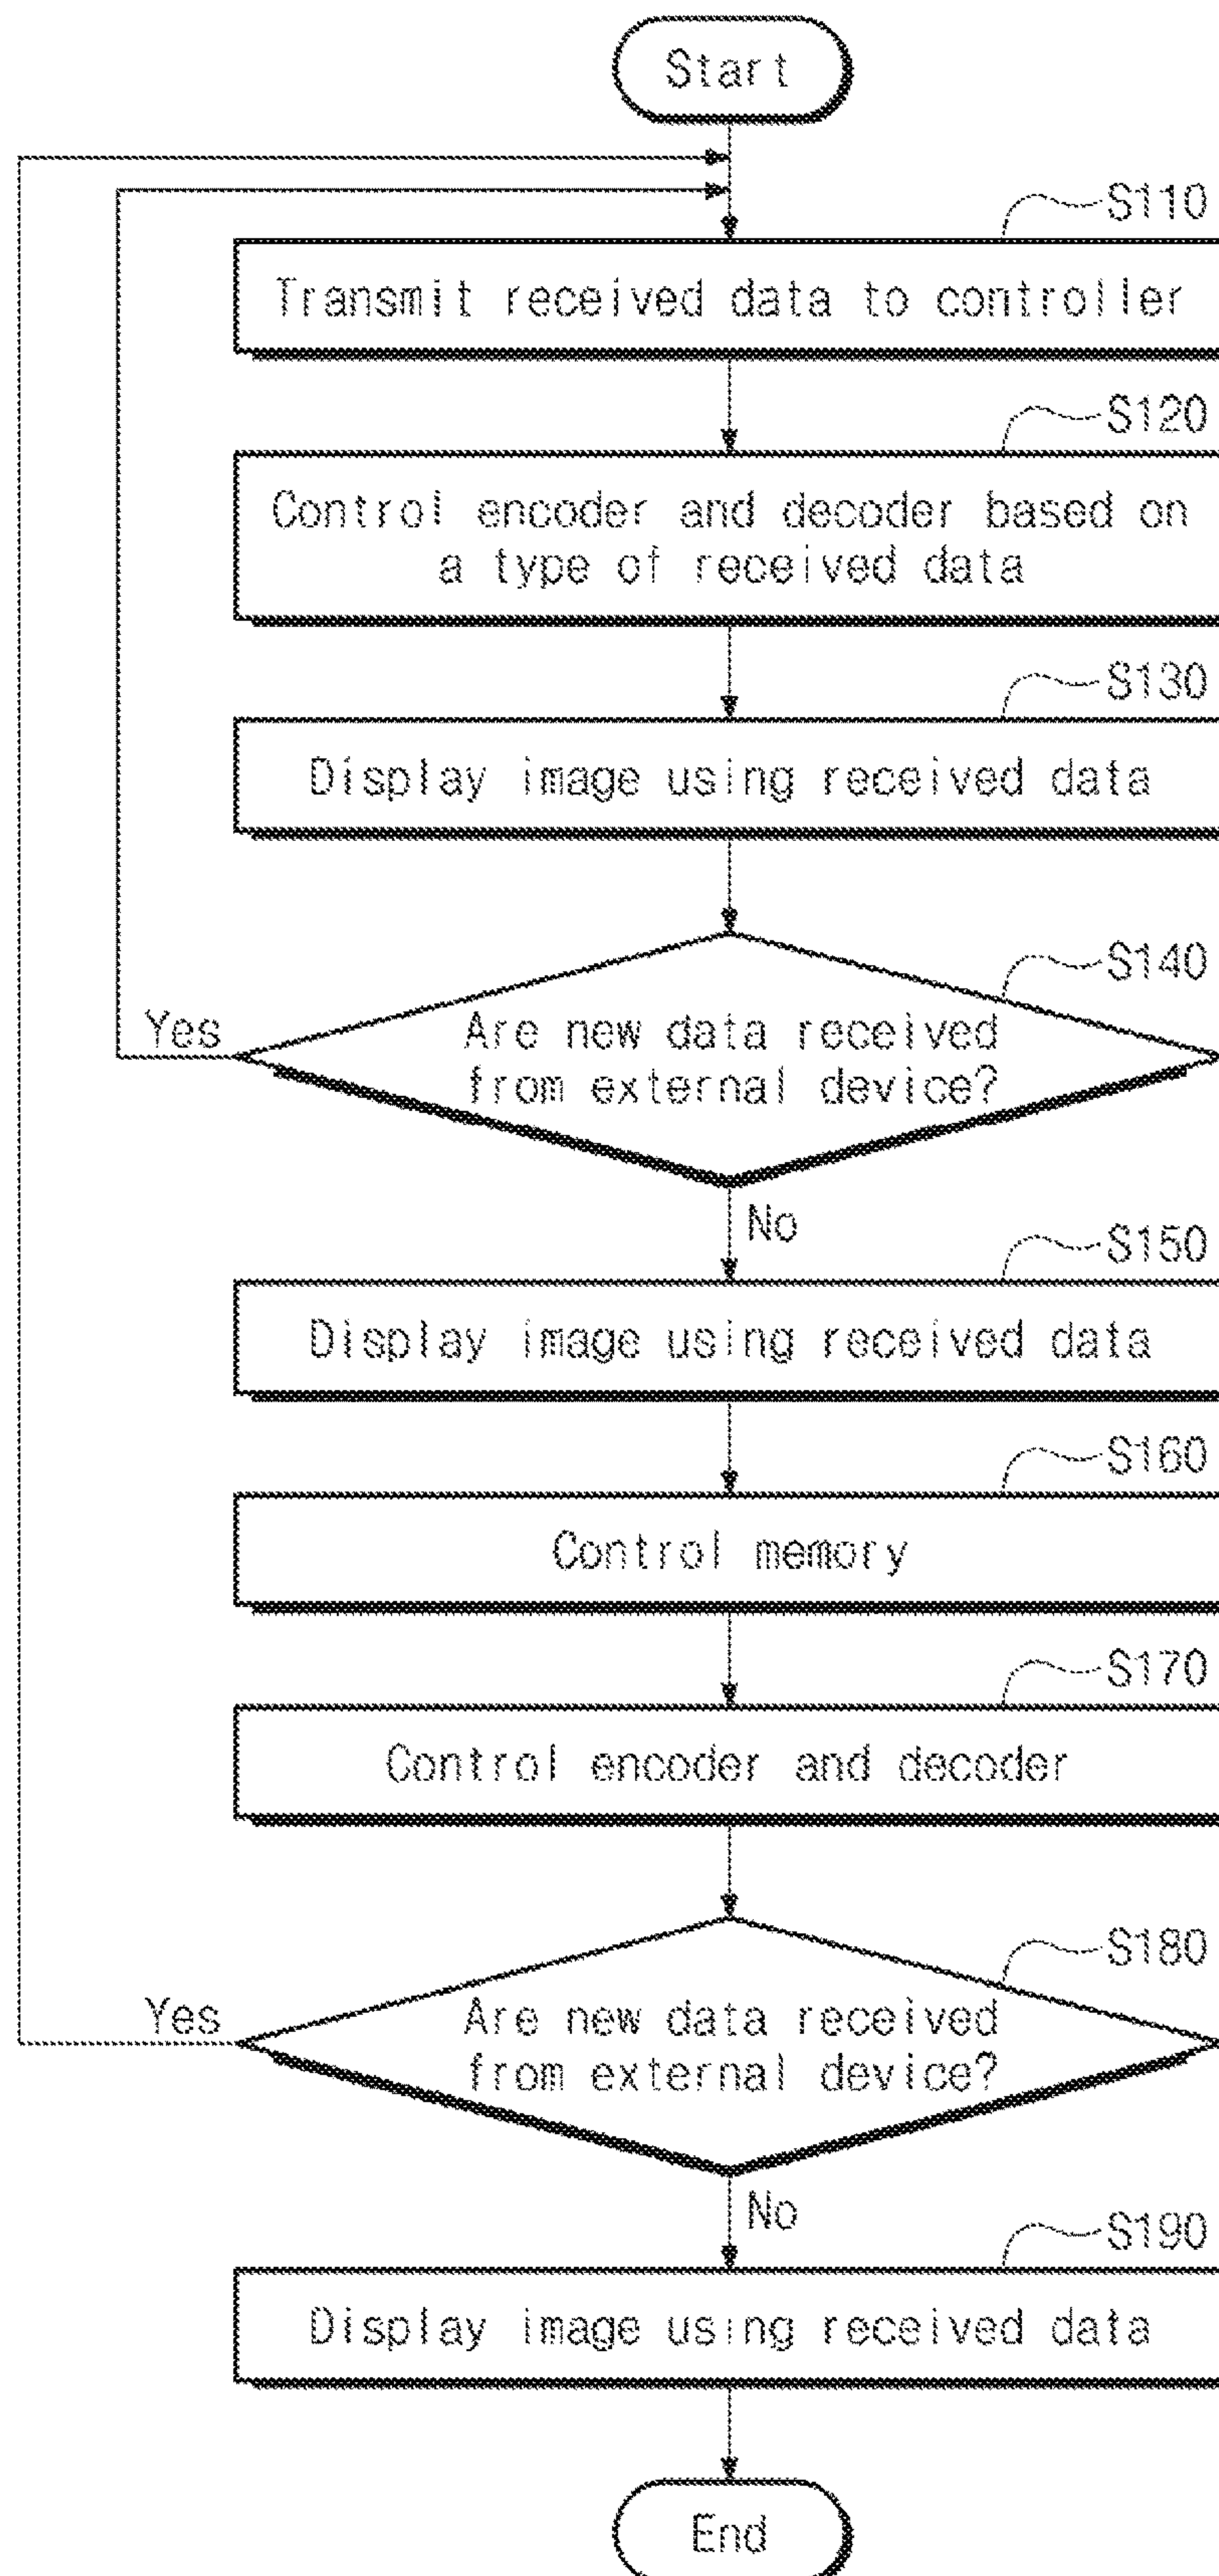 Start
S110
Transmit received data to controller
S120
Control encoder and decoder based on
a type of received data
S130
Display image using received data
S140
Yes
Are new data received
from external device?
No
S150
Display image using received data
S160
Control memory
S170
Control encoder and decoder
S180
Yes
Are new data received
from external device?
No
S190
Display image using received data
End